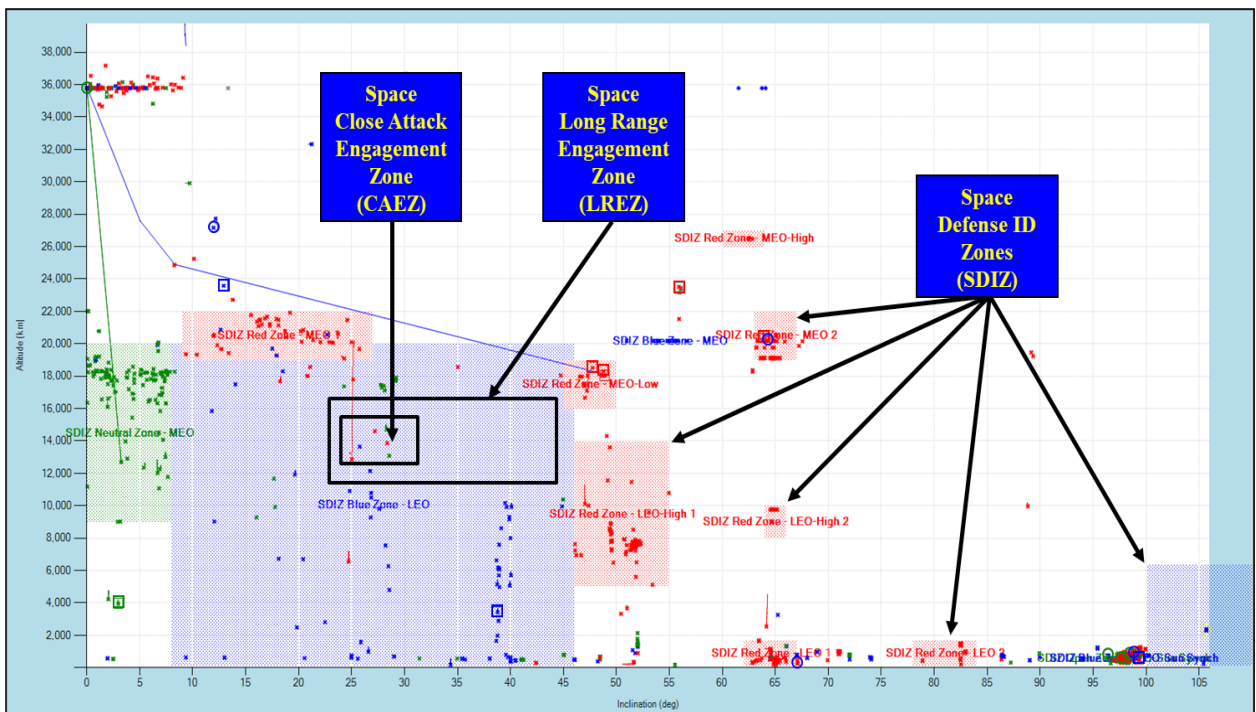 38,000
36,000
34,000
32,000
30,000
28,000
26,000
24,000
22,000
20,000
18,000
16,000
14,000
12,000
10,000
8,000
6,000
4,000
2,000
Altitude (km)
Space
Close Attack
Engagement
Zone
(CAEZ)
Space
Long Range
Engagement
Zone
(LREZ)
Space
Defense ID
Zones
(SDIZ)
SDIZ Red Zone - MEO-High
SDIZ Red Zone - MEO 1
SDIZ Blue Zone - MEO
SDIZ Red Zone - MEO 2
SDIZ Red Zone - MEO-Low
SDIZ Neutral Zone - MEO
SDIZ Blue Zone - LEO
SDIZ Red Zone - LEO-High 1
SDIZ Red Zone - LEO-High 2
SDIZ Red Zone - LEO 1
SDIZ Red Zone - LEO 2
0 5 10 15 20 25 30 35 40 45 50 55 60 65 70 75 80 85 90 95 100 105
Inclination (deg)